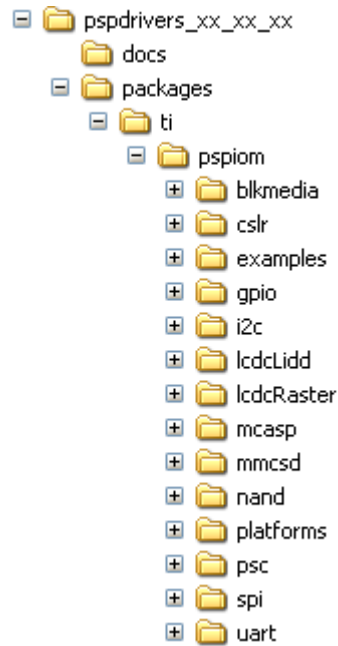 pspdrivers_xx_xx_xx
docs
packages
ti
pspiom
blkmedia
cslr
examples
gpio
i2c
lcdcLidd
lcdcRaster
mcasp
mmcsd
nand
platforms
psc
spi
uart